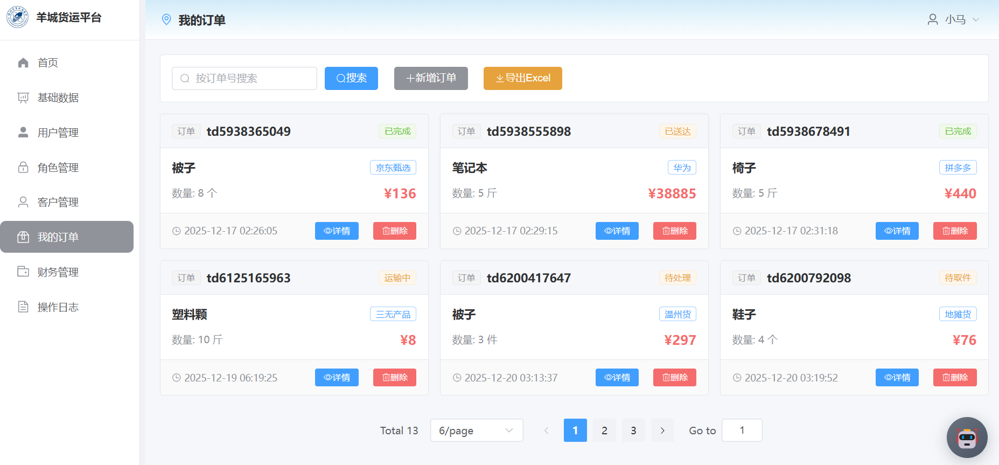 羊城货运平台
首页
基础数据
用户管理
角色管理
客户管理
我的订单
财务管理
操作日志
我的订单
小马
按订单号搜索
搜索
新增订单
导出Excel
订单 td5938365049 已完成
被子 京东甄选
数量: 8 个 ¥136
2025-12-17 02:26:05 详情 删除
订单 td5938555898 已送达
笔记本 华为
数量: 5 斤 ¥38885
2025-12-17 02:29:15 详情 删除
订单 td5938678491 已完成
椅子 拼多多
数量: 5 斤 ¥440
2025-12-17 02:31:18 详情 删除
订单 td6125165963 运输中
塑料颗 三无产品
数量: 10 斤 ¥8
2025-12-19 06:19:25 详情 删除
订单 td6200417647 待处理
被子 温州货
数量: 3 件 ¥297
2025-12-20 03:13:37 详情 删除
订单 td6200792098 待取件
鞋子 地摊货
数量: 4 个 ¥76
2025-12-20 03:19:52 详情 删除
Total 13 6/page 1 2 3 Go to 1